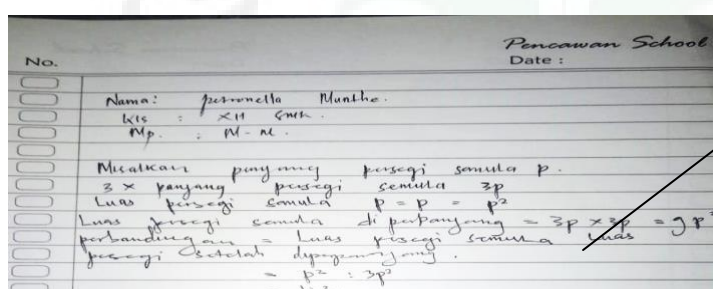 Pencawan School
No.
Date :
Nama : Petronella Munthe.
Kls : XII
Mp. : M - M .
Misalkan panjang persegi semula p .
3 x panjang persegi semula 3p
Luas persegi semula p = p = p²
Luas persegi semula di perpanjang = 3p x 3p = 9p²
perbandingan = Luas persegi semula Luas
persegi setelah diperpanjang .
= p² : 3p²